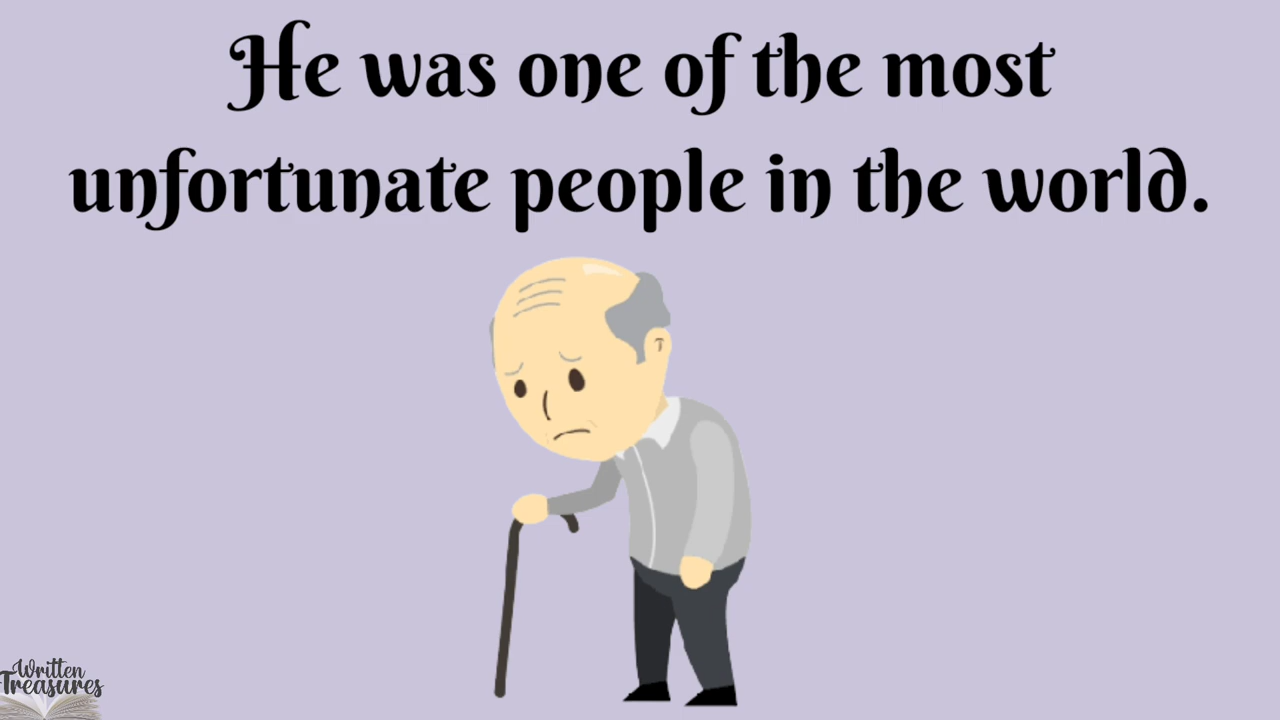 He was one of the most
unfortunate people in the world.
Written
Treasures